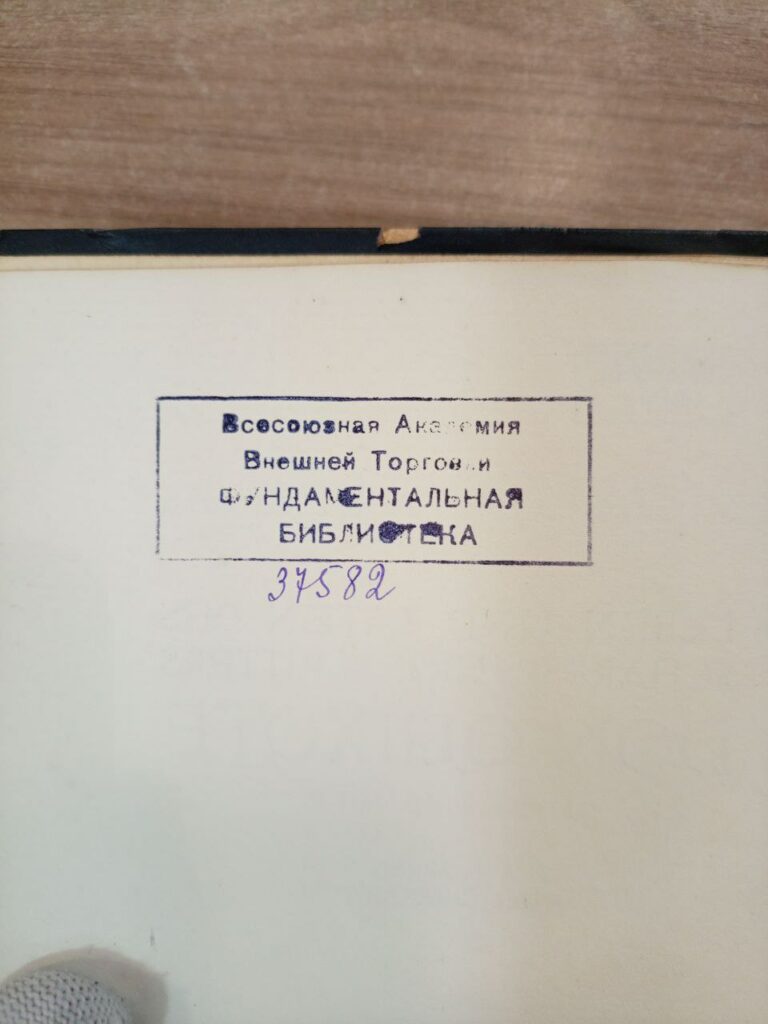 Всесоюзная Академия
Внешней Торговли
ФУНДАМЕНТАЛЬНАЯ
БИБЛИОТЕКА
37582